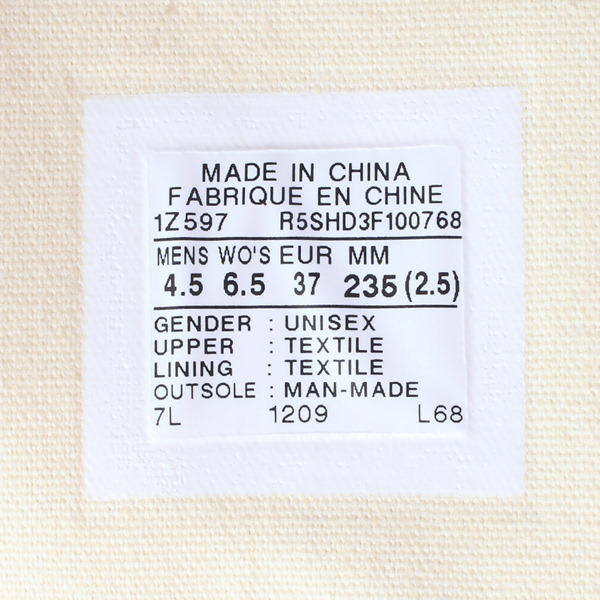 MADE IN CHINA
FABRIQUE EN CHINE
1Z597 R5SHD3F100768
MENS WO'S EUR MM
4.5 6.5 37 235 (2.5)
GENDER : UNISEX
UPPER : TEXTILE
LINING : TEXTILE
OUTSOLE : MAN-MADE
7L 1209 L68